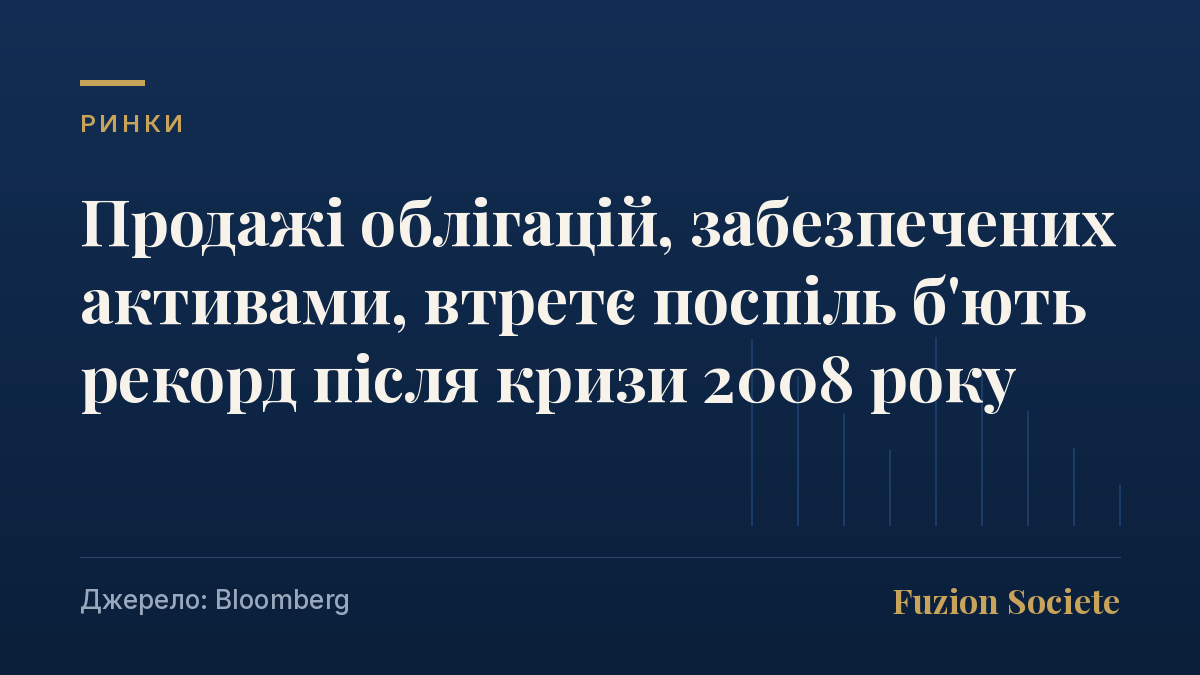 РИНКИ
Продажі облігацій, забезпечених
активами, втретє поспіль б'ють
рекорд після кризи 2008 року
Джерело: Bloomberg
Fuzion Societe